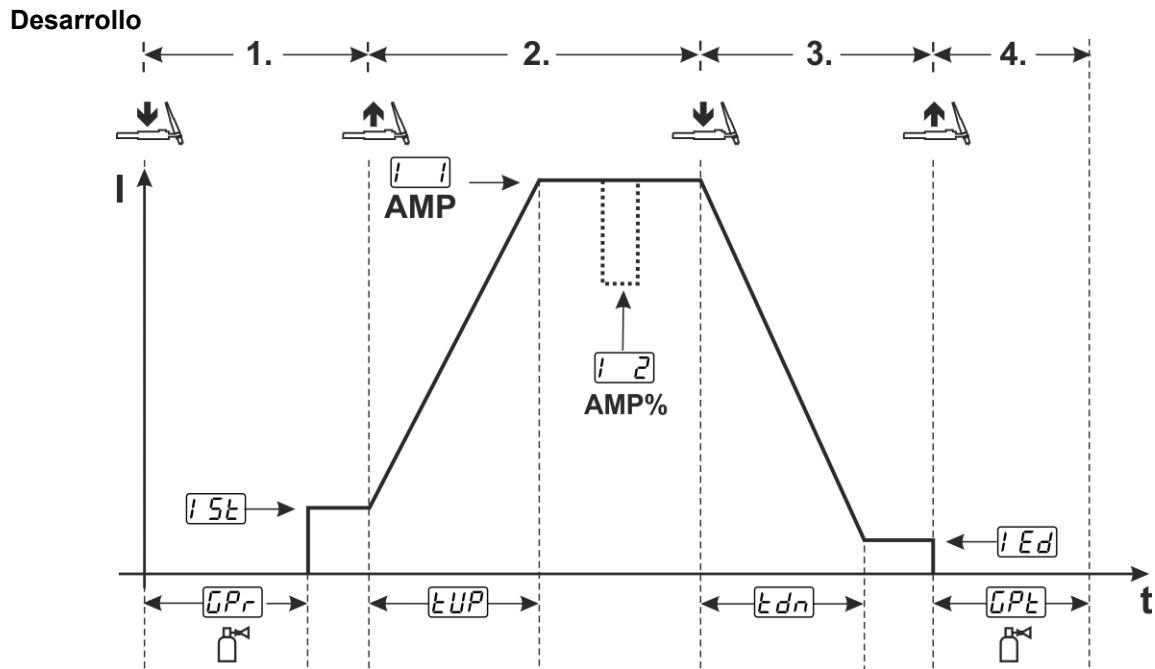 Desarrollo
1. 2. 3. 4.
I
I 1
AMP
I 2
AMP%
I St
I Ed
GPr tUP tdn GPt
t